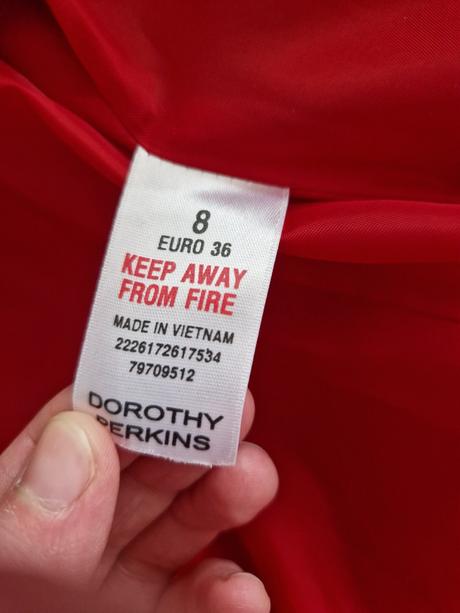 8
EURO 36
KEEP AWAY
FROM FIRE
MADE IN VIETNAM
2226172617534
79709512
DOROTHY
PERKINS